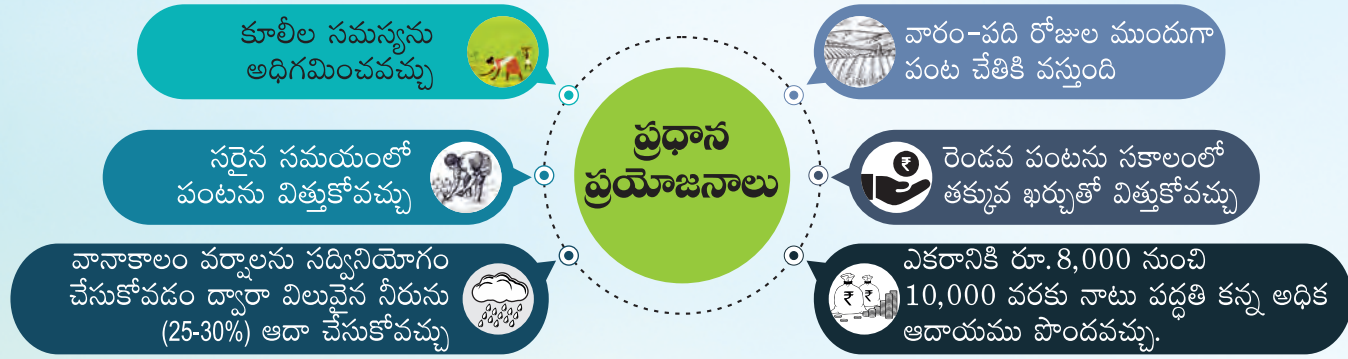 కూలీల సమస్యను
అధిగమించవచ్చు
సరైన సమయంలో
పంటను విత్తుకోవచ్చు
వానాకాలం వర్షాలను సద్వినియోగం
చేసుకోవడం ద్వారా విలువైన నీరును
(25-30%) ఆదా చేసుకోవచ్చు
ప్రధాన
ప్రయోజనాలు
వారం-పది రోజుల ముందుగా
పంట చేతికి వస్తుంది
రెండవ పంటను సకాలంలో
తక్కువ ఖర్చుతో విత్తుకోవచ్చు
ఎకరానికి రూ.8,000 నుంచి
10,000 వరకు నాటు పద్ధతి కన్న అధిక
ఆదాయము పొందవచ్చు.